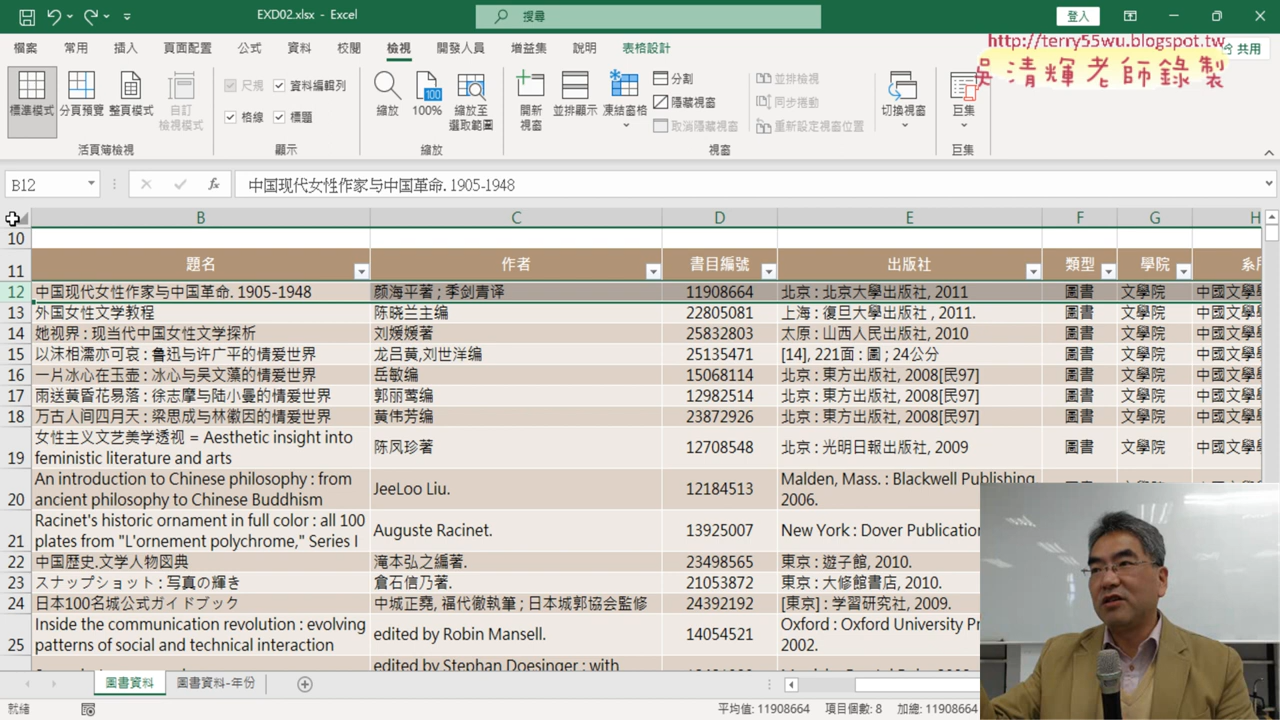 EXD02.xlsx - Excel
搜尋
登入
http://terry55wu.blogspot.tw
吳清輝老師錄製
檔案 常用 插入 頁面配置 公式 資料 校閱 檢視 開發人員 增益集 說明 表格設計
共用
標準模式 分頁預覽 整頁模式 自訂檢視模式
尺規 資料編輯列
格線 標題
縮放 100% 縮放至選取範圍
開新視窗 並排顯示 凍結窗格
分割
隱藏視窗
取消隱藏視窗
並排檢視
同步捲動
重新設定視窗位置
切換視窗 巨集
活頁簿檢視 顯示 縮放 視窗 巨集
B12 fx 中国现代女性作家与中国革命. 1905-1948
B C D E F G H
10
11 題名 作者 書目編號 出版社 類型 學院 系所
12 中国现代女性作家与中国革命. 1905-1948 颜海平著 ; 季剑青译 11908664 北京 : 北京大學出版社, 2011 圖書 文學院 中國文學學
13 外国女性文学教程 陈晓兰主编 22805081 上海 : 復旦大學出版社 , 2011. 圖書 文學院 中國文學學
14 她视界 : 现当代中国女性文学探析 刘媛媛著 25832803 太原 : 山西人民出版社, 2010 圖書 文學院 中國文學學
15 以沫相濡亦可哀 : 鲁迅与许广平的情爱世界 龙吕黄,刘世洋编 25135471 [14], 221面 : 圖 ; 24公分 圖書 文學院 中國文學學
16 一片冰心在玉壶 : 冰心与吴文藻的情爱世界 岳敏编 15068114 北京 : 東方出版社, 2008[民97] 圖書 文學院 中國文學學
17 雨送黄昏花易落 : 徐志摩与陆小曼的情爱世界 郭丽莺编 12982514 北京 : 東方出版社, 2008[民97] 圖書 文學院 中國文學學
18 万古人间四月天 : 梁思成与林徽因的情爱世界 黄伟芳编 23872926 北京 : 東方出版社, 2008[民97] 圖書 文學院 中國文學學
19 女性主义文艺美学透视 = Aesthetic insight into feministic literature and arts 陈凤珍著 12708548 北京 : 光明日報出版社, 2009 圖書 文學院 中國文學學
20 An introduction to Chinese philosophy : from ancient philosophy to Chinese Buddhism JeeLoo Liu. 12184513 Malden, Mass. : Blackwell Publishing 2006.
21 Racinet's historic ornament in full color : all 100 plates from "L'ornement polychrome," Series I Auguste Racinet. 13925007 New York : Dover Publication
22 中国歴史.文学人物図典 滝本弘之編著. 23498565 東京 : 遊子館, 2010.
23 スナップショット : 写真の輝き 倉石信乃著. 21053872 東京 : 大修館書店, 2010.
24 日本100名城公式ガイドブック 中城正堯, 福代徹執筆 ; 日本城郭協会監修 24392192 [東京] : 学習研究社, 2009.
25 Inside the communication revolution : evolving patterns of social and technical interaction edited by Robin Mansell. 14054521 Oxford : Oxford University Pr 2002.
edited by Stephan Doesinger ; with
圖書資料 圖書資料-年份
就緒 平均值: 11908664 項目個數: 8 加總: 11908664